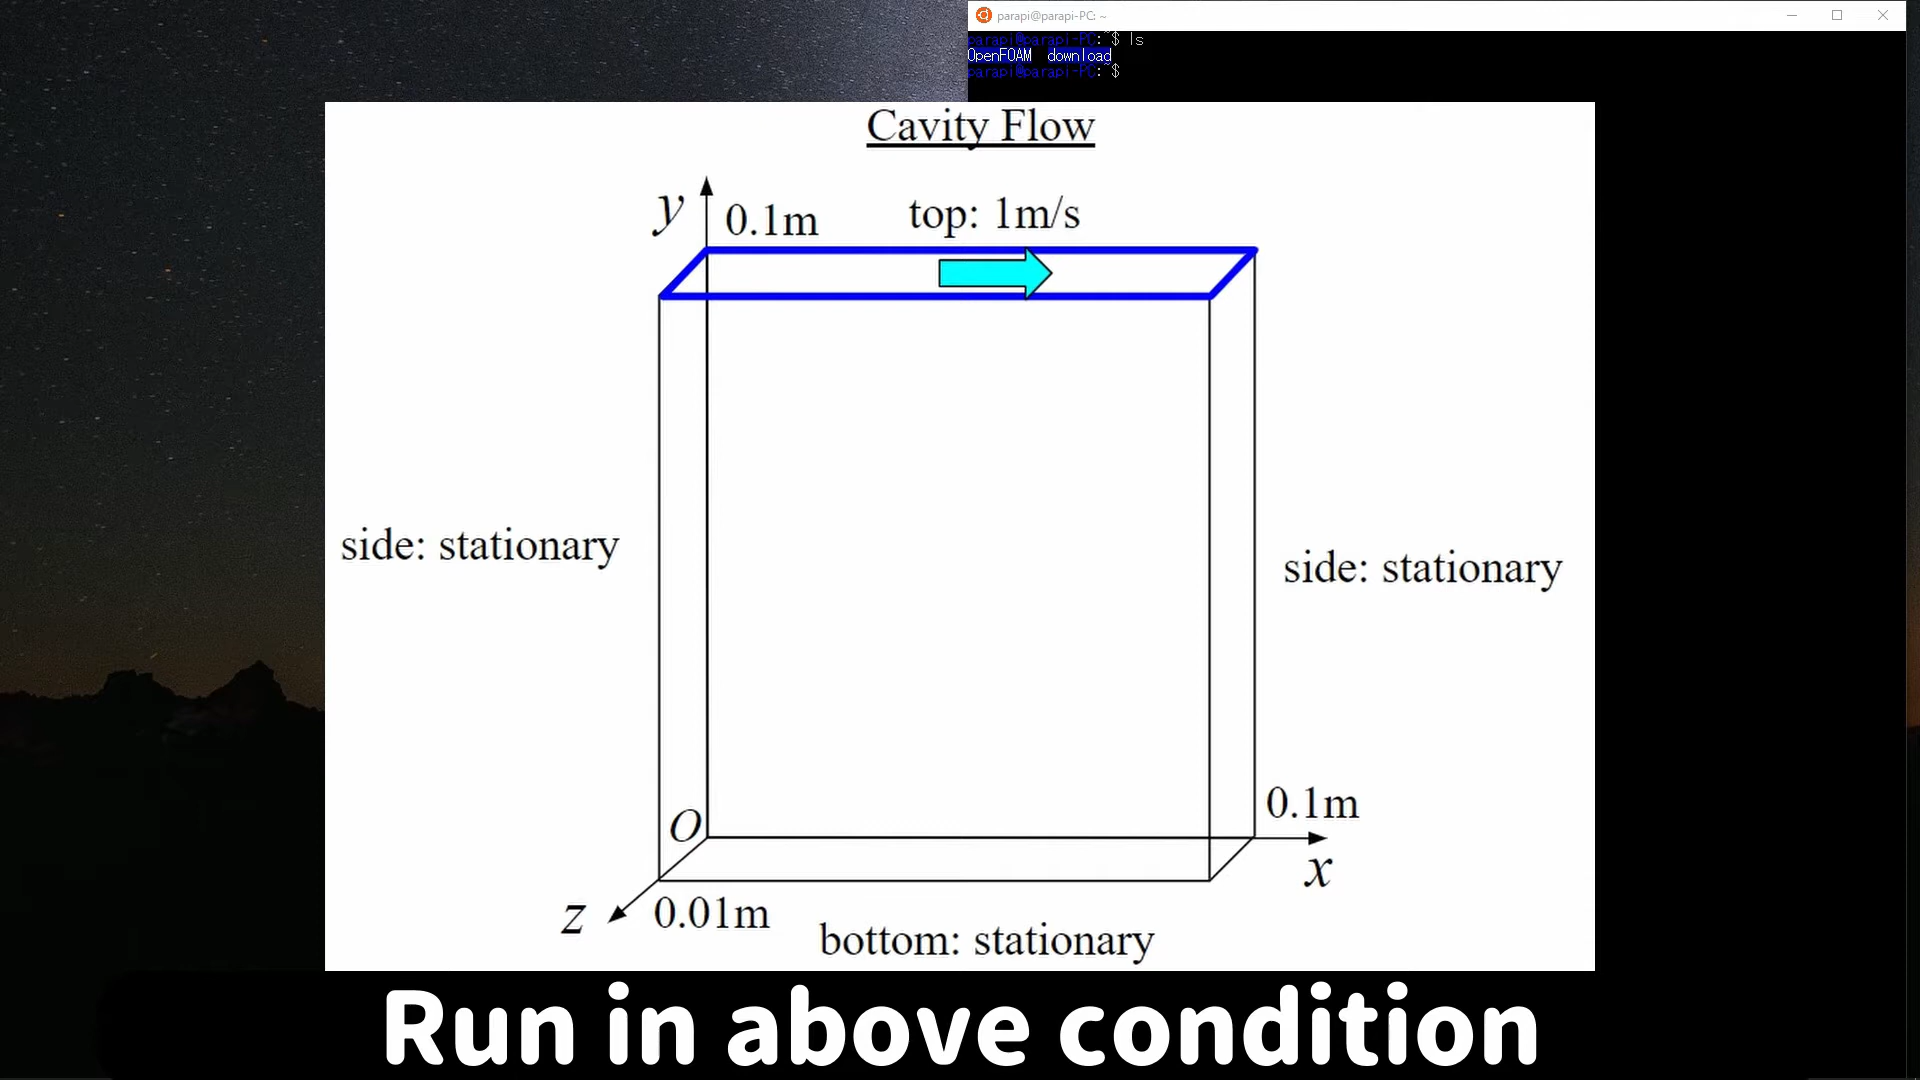 parapi@parapi-PC: ~
parapi@parapi-PC:~$ ls
OpenFOAM download
parapi@parapi-PC:~$
Cavity Flow
y
0.1m
top: 1m/s
side: stationary
side: stationary
O
0.1m
x
z
0.01m
bottom: stationary
Run in above condition